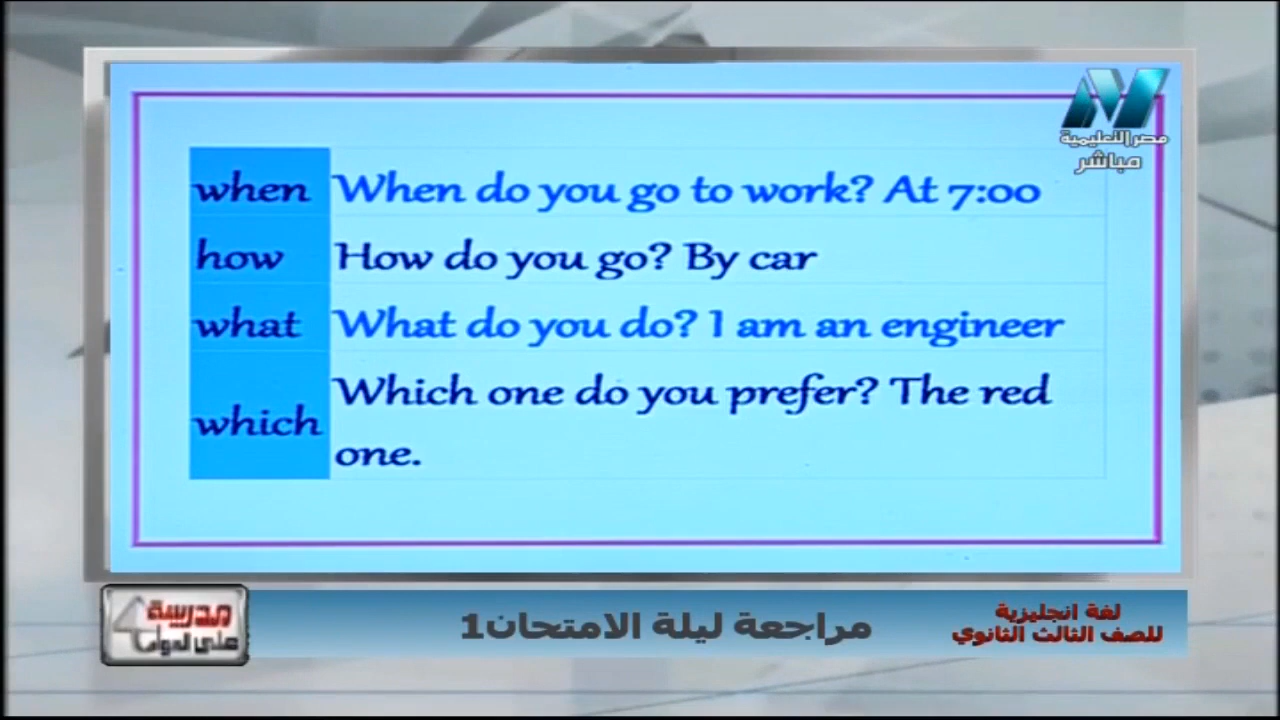 مصر التعليمية
مباشر
when When do you go to work? At 7:00
how How do you go? By car
what What do you do? I am an engineer
which Which one do you prefer? The red
one.
لغة انجليزية
للصف الثالث الثانوي
مراجعة ليلة الامتحان1
مدرسة
على الهواء